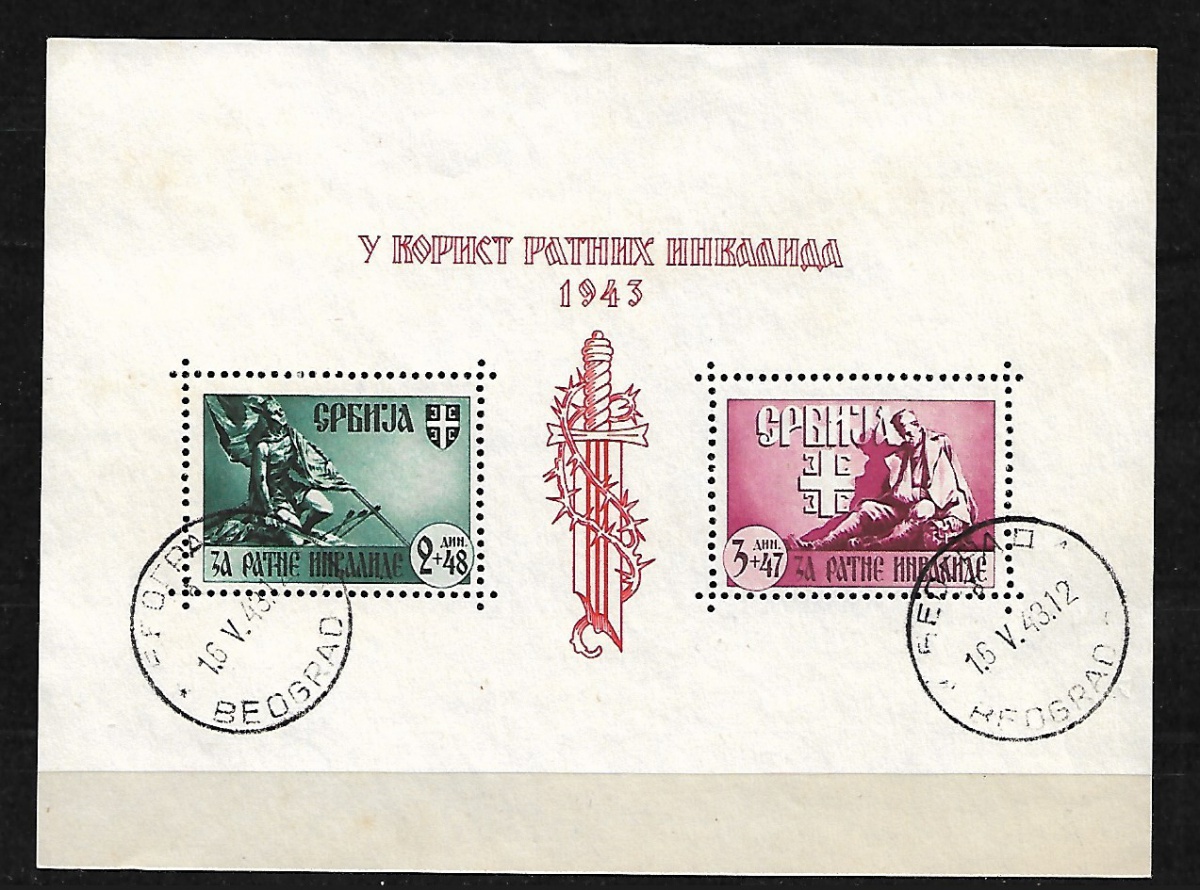 У КОРИСТ РАТНИХ ИНВАЛИДА
1943
СРБИЈА
2 ДИН. +48
ЗА РАТНЕ ИНВАЛИДЕ
СРБИЈА
3 ДИН. +47
ЗА РАТНЕ ИНВАЛИДЕ
16 V. 43.
BEOGRAD
БЕОГРАД
16 V. 43.12
BEOGRAD